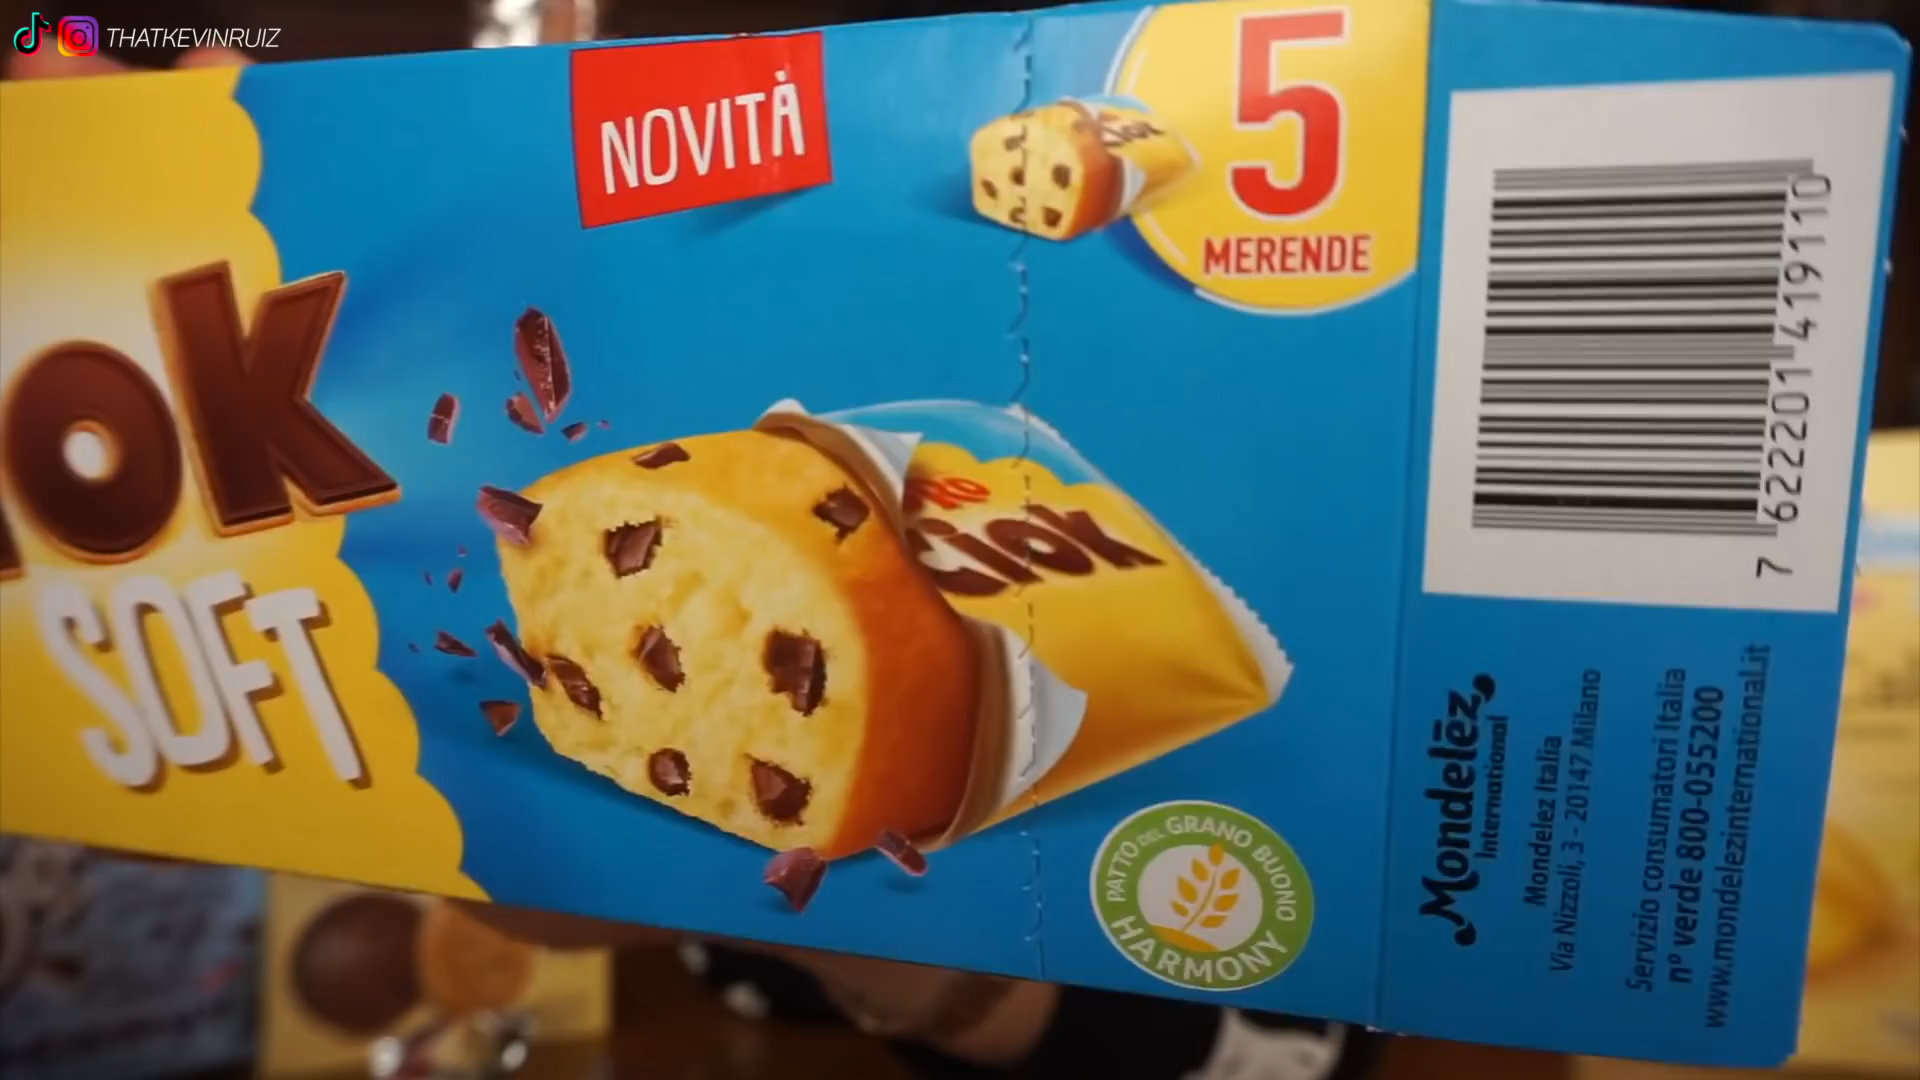 THATKEVINRUIZ
NOVITÀ
5
MERENDE
OK
SOFT
Ciok
PATTO DEL GRANO BUONO
HARMONY
7 622201 419110
Mondelēz
International
Mondelez Italia
Via Nizzoli, 3 - 20147 Milano
Servizio consumatori Italia
n° verde 800-055200
www.mondelezinternational.it